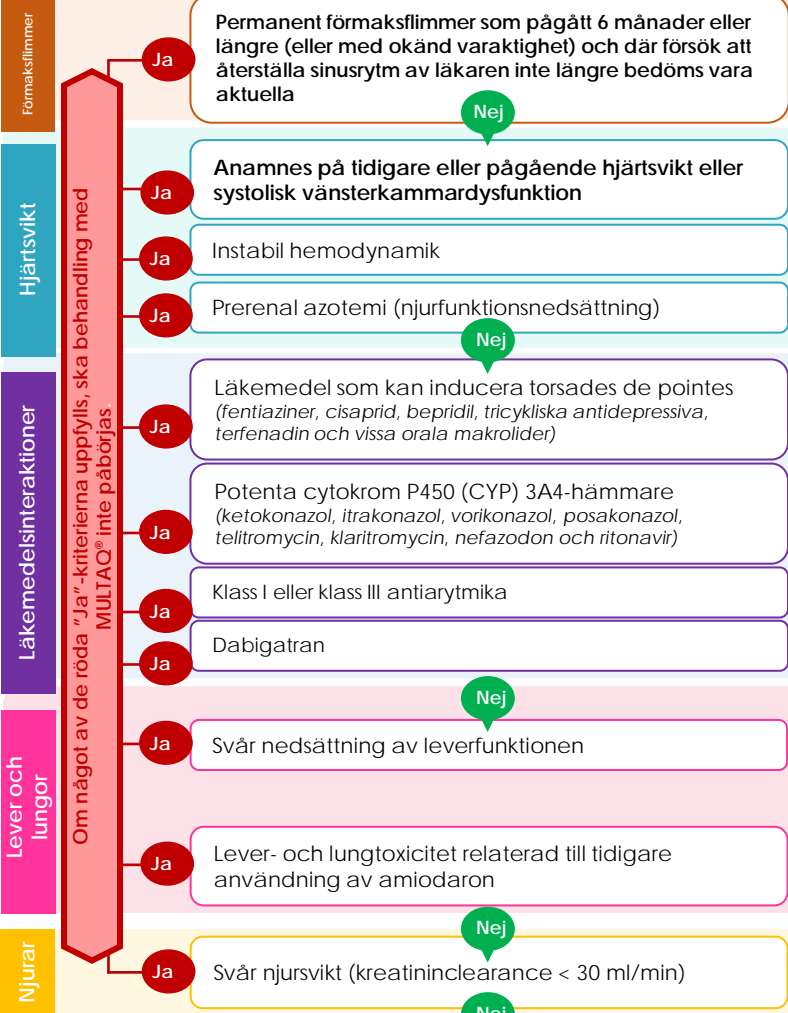 Förmaksflimmer
Ja
Permanent förmaksflimmer som pågått 6 månader eller
längre (eller med okänd varaktighet) och där försök att
återställa sinusrytm av läkaren inte längre bedöms vara
aktuella
Nej
Om något av de röda "Ja"-kriterierna uppfylls, ska behandling med
MULTAQ® inte påbörjas.
Hjärtsvikt
Ja
Anamnes på tidigare eller pågående hjärtsvikt eller
systolisk vänsterkammardysfunktion
Ja
Instabil hemodynamik
Ja
Prerenal azotemi (njurfunktionsnedsättning)
Nej
Läkemedelsinteraktioner
Ja
Läkemedel som kan inducera torsades de pointes
(fentiaziner, cisaprid, bepridil, tricykliska antidepressiva,
terfenadin och vissa orala makrolider)
Ja
Potenta cytokrom P450 (CYP) 3A4-hämmare
(ketokonazol, itrakonazol, vorikonazol, posakonazol,
telitromycin, klaritromycin, nefazodon och ritonavir)
Ja
Klass I eller klass III antiarytmika
Ja
Dabigatran
Nej
Lever och
lungor
Ja
Svår nedsättning av leverfunktionen
Ja
Lever- och lungtoxicitet relaterad till tidigare
användning av amiodaron
Nej
Njurar
Ja
Svår njursvikt (kreatininclearance < 30 ml/min)
Nej